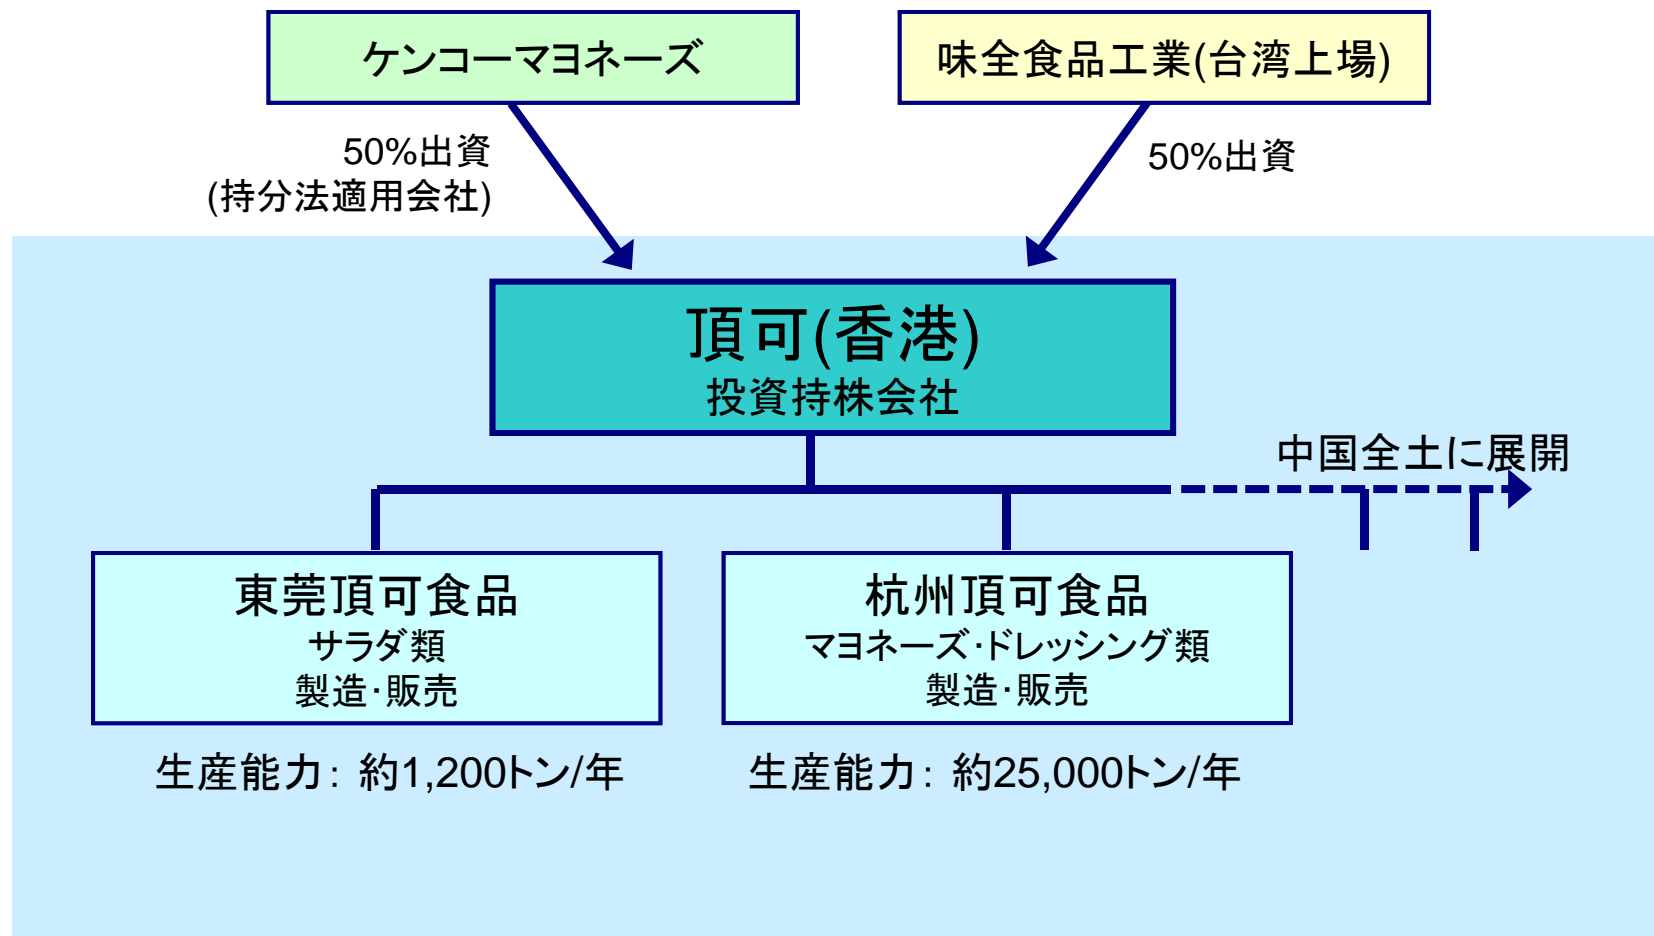 ケンコーマヨネーズ
味全食品工業(台湾上場)
50%出資
(持分法適用会社)
50%出資
頂可(香港)
投資持株会社
中国全土に展開
東莞頂可食品
サラダ類
製造･販売
杭州頂可食品
マヨネーズ･ドレッシング類
製造･販売
生産能力： 約1,200トン/年
生産能力： 約25,000トン/年